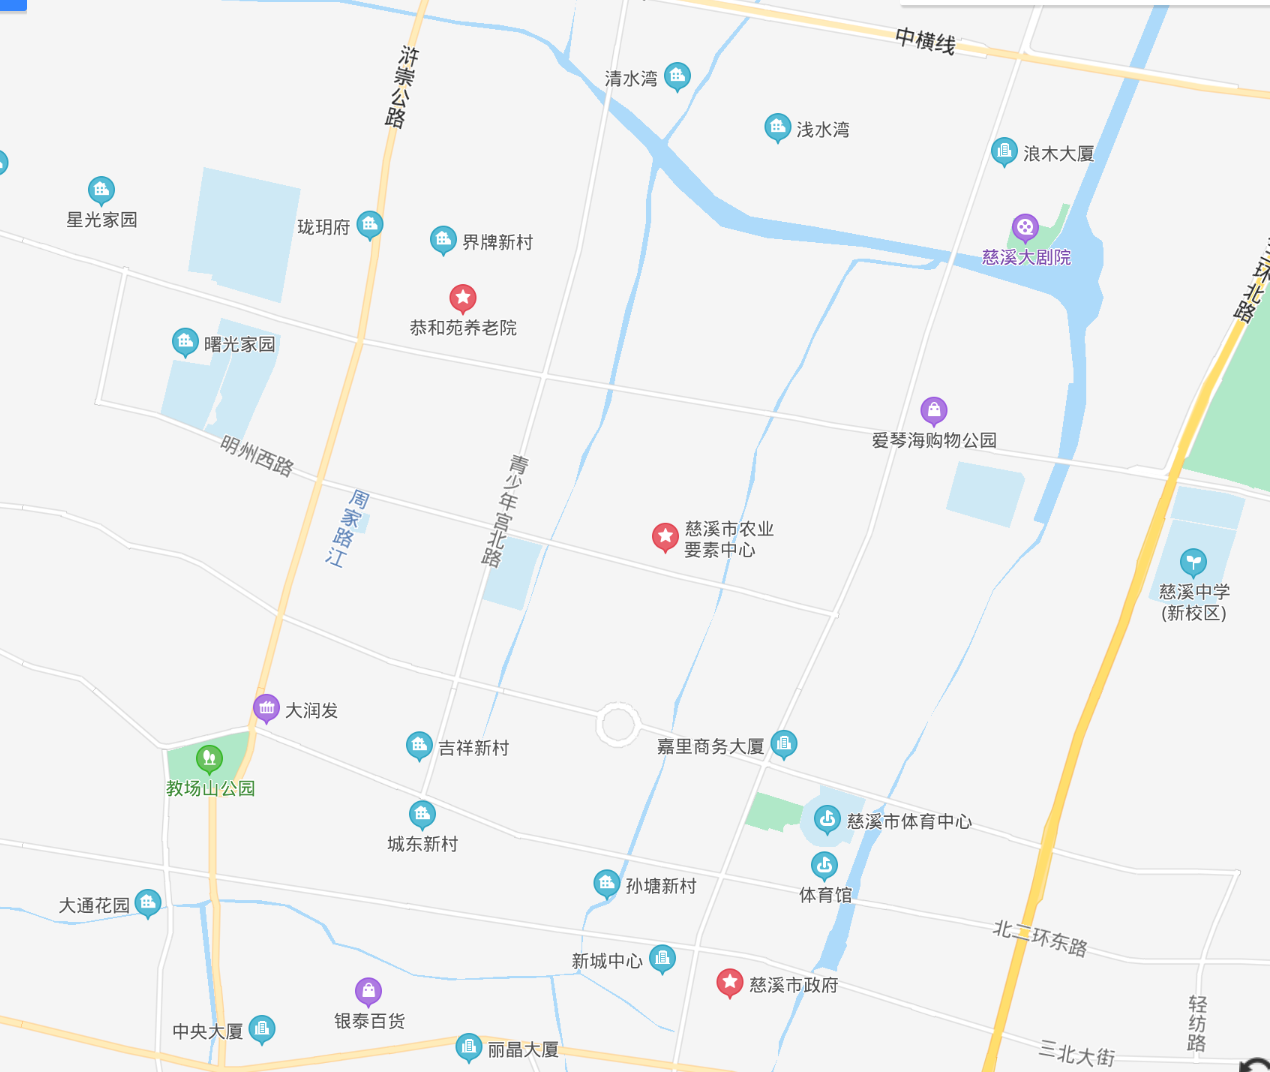 中横线
浒崇公路
清水湾
浅水湾
浪木大厦
星光家园
珑玥府
界牌新村
慈溪大剧院
三环北路
恭和苑养老院
曙光家园
爱琴海购物公园
明州西路
青少年宫北路
周家路江
慈溪市农业
要素中心
慈溪中学
(新校区)
大润发
吉祥新村
嘉里商务大厦
教场山公园
慈溪市体育中心
城东新村
孙塘新村
体育馆
大通花园
北二环东路
新城中心
慈溪市政府
银泰百货
中央大厦
轻纺路
丽晶大厦
三北大街